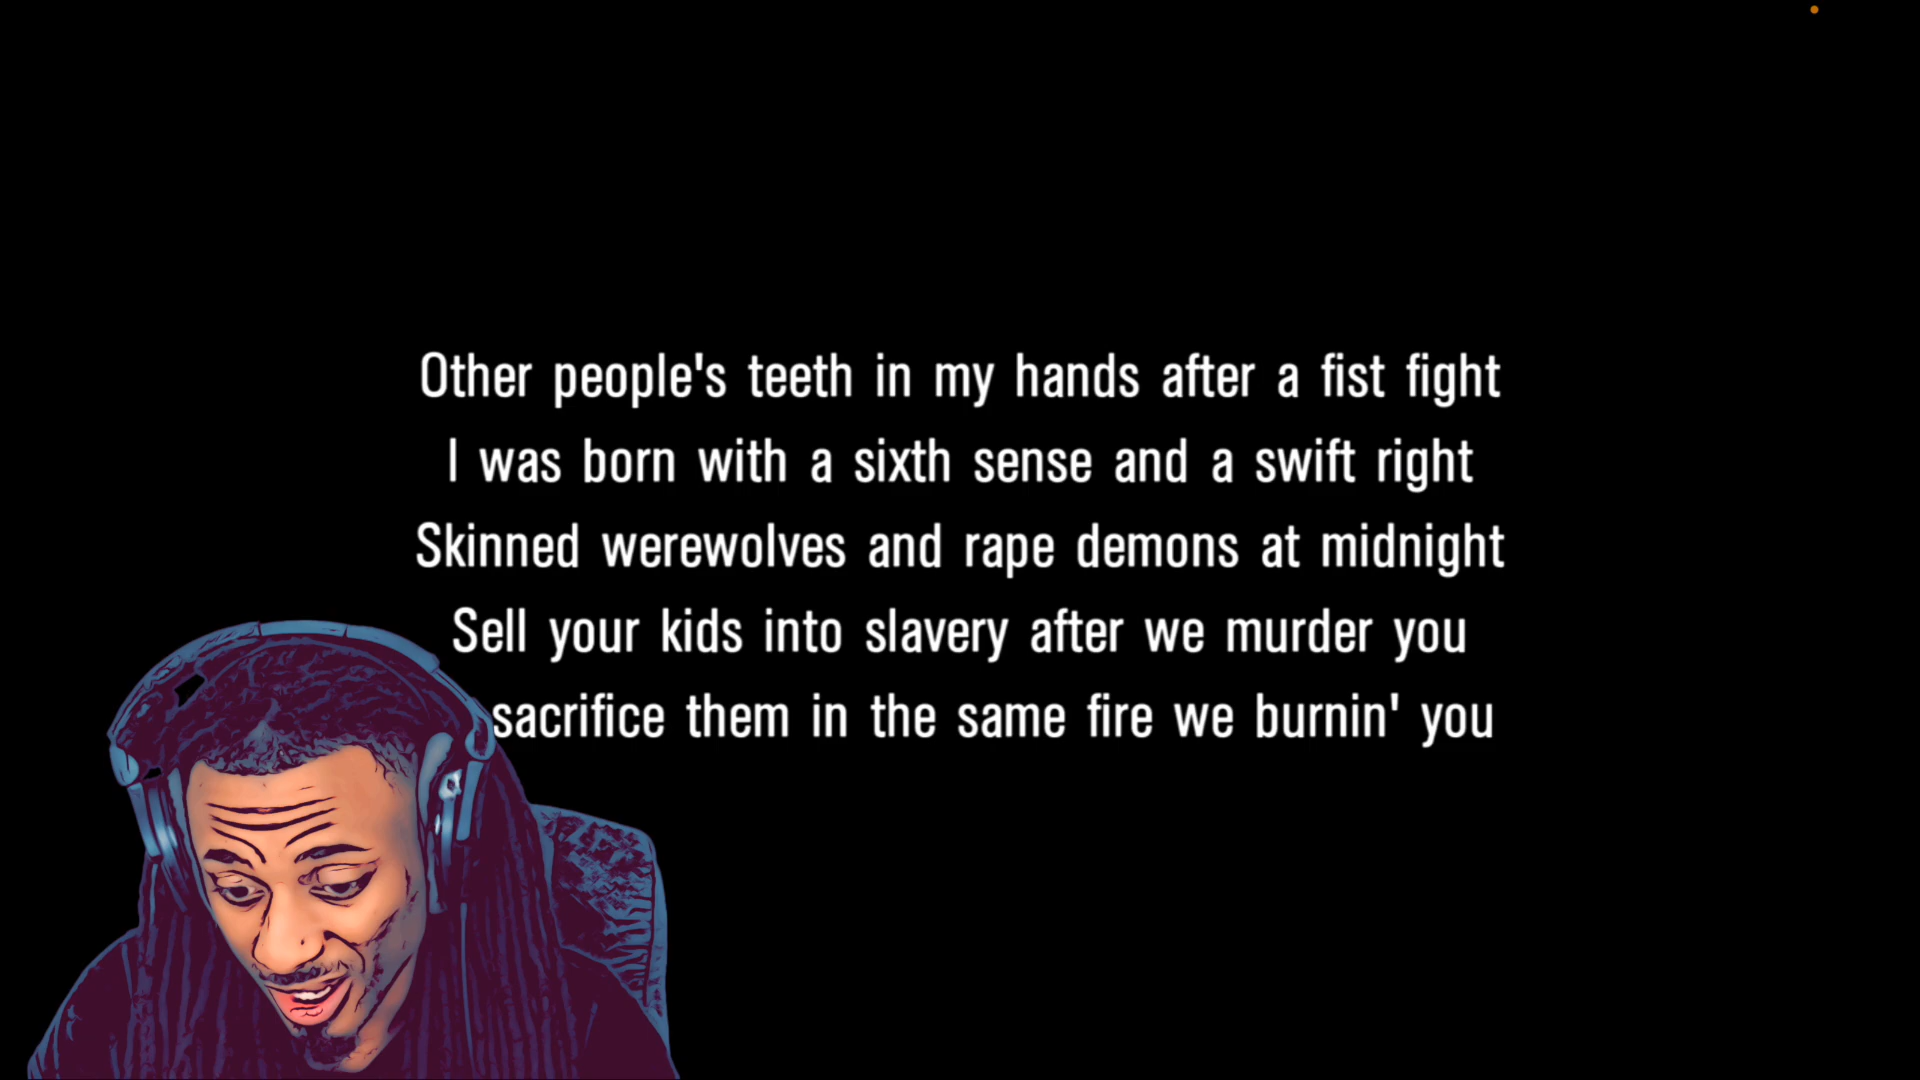 Other people's teeth in my hands after a fist fight
I was born with a sixth sense and a swift right
Skinned werewolves and rape demons at midnight
Sell your kids into slavery after we murder you
sacrifice them in the same fire we burnin' you